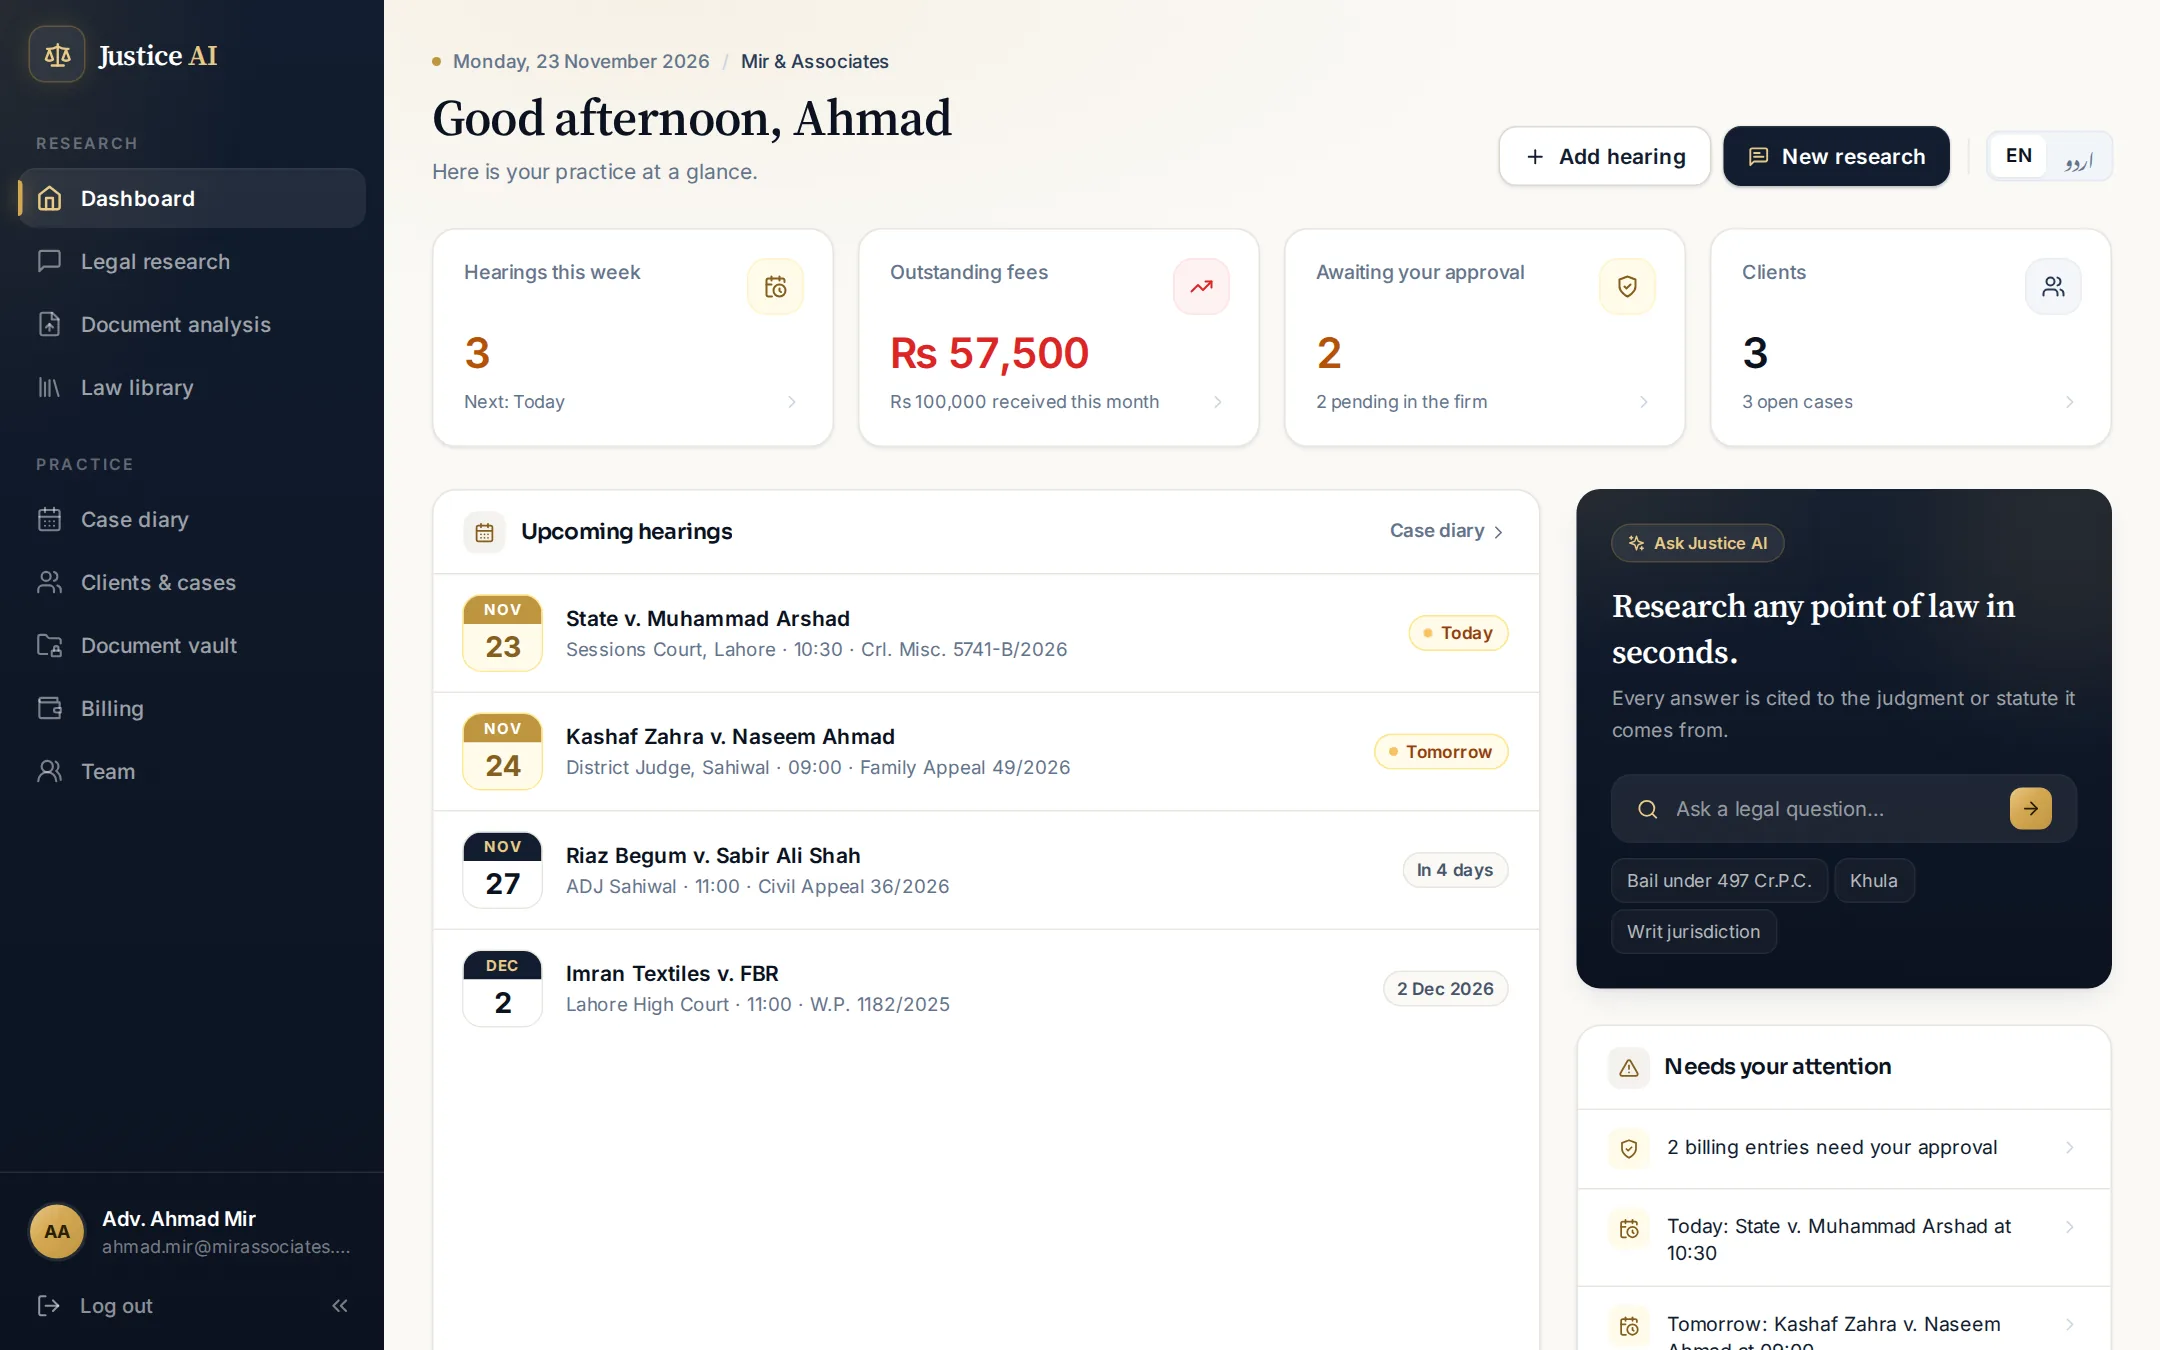 Justice AI
RESEARCH
Dashboard
Legal research
Document analysis
Law library
PRACTICE
Case diary
Clients & cases
Document vault
Billing
Team
AA
Adv. Ahmad Mir
ahmad.mir@mirassociates....
Log out
Monday, 23 November 2026 / Mir & Associates
Good afternoon, Ahmad
Here is your practice at a glance.
Add hearing
New research
EN
اردو
Hearings this week
3
Next: Today
Outstanding fees
Rs 57,500
Rs 100,000 received this month
Awaiting your approval
2
2 pending in the firm
Clients
3
3 open cases
Upcoming hearings
Case diary
NOV
23
State v. Muhammad Arshad
Sessions Court, Lahore · 10:30 · Crl. Misc. 5741-B/2026
Today
NOV
24
Kashaf Zahra v. Naseem Ahmad
District Judge, Sahiwal · 09:00 · Family Appeal 49/2026
Tomorrow
NOV
27
Riaz Begum v. Sabir Ali Shah
ADJ Sahiwal · 11:00 · Civil Appeal 36/2026
In 4 days
DEC
2
Imran Textiles v. FBR
Lahore High Court · 11:00 · W.P. 1182/2025
2 Dec 2026
Ask Justice AI
Research any point of law in
seconds.
Every answer is cited to the judgment or statute it
comes from.
Ask a legal question...
Bail under 497 Cr.P.C.
Khula
Writ jurisdiction
Needs your attention
2 billing entries need your approval
Today: State v. Muhammad Arshad at
10:30
Tomorrow: Kashaf Zahra v. Naseem
Ahmad at 09:00